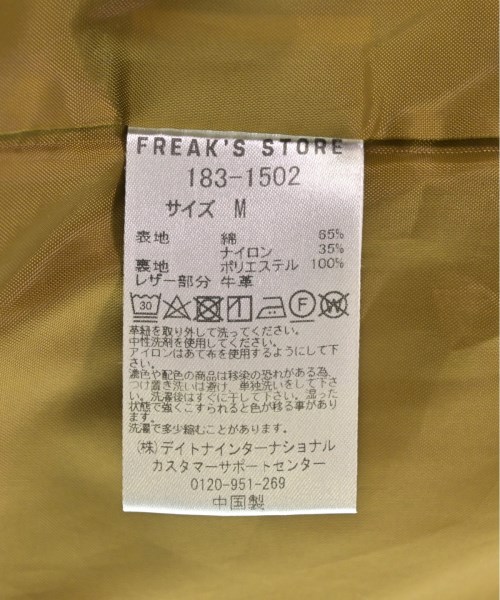 FREAK'S STORE
183-1502
サイズ M
表地 綿 65%
ナイロン 35%
裏地 ポリエステル 100%
レザー部分 牛革
30 F W
革紐を取り外して洗ってください。
中性洗剤を使用してください。
アイロンはあて布を使用するようにして下
さい。
濃色や配色の商品は移染の恐れがある為、
つけ置き洗いは避け、単独洗いをして下さ
い。洗濯後はすぐに干して下さい。湿った
状態で強くこすられると色が移る事があり
ます。
洗濯で多少縮むことがあります。
(株)デイトナインターナショナル
カスタマーサポートセンター
0120-951-269
中国製